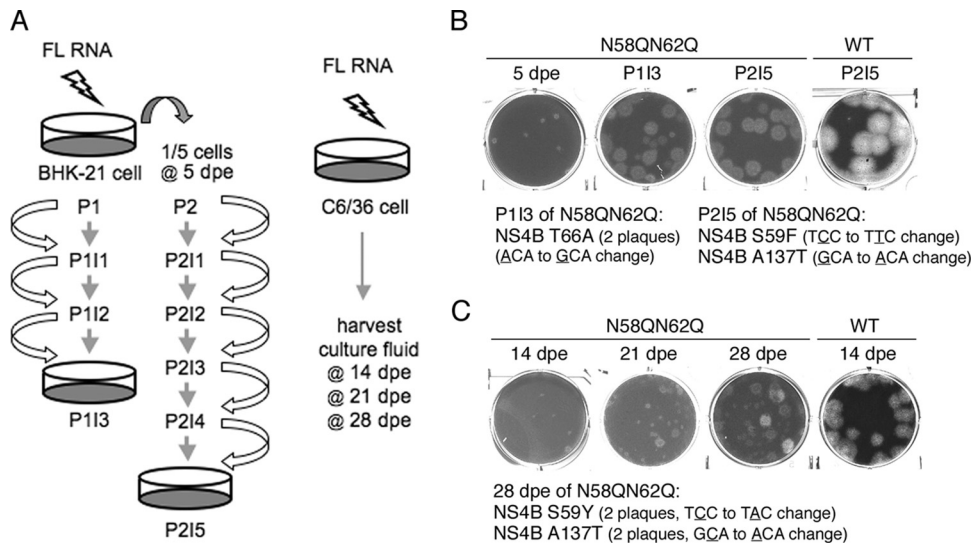 A
FL RNA
BHK-21 cell
1/5 cells
@ 5 dpe
P1
P1I1
P1I2
P1I3
P2
P2I1
P2I2
P2I3
P2I4
P2I5
FL RNA
C6/36 cell
harvest
culture fluid
@ 14 dpe
@ 21 dpe
@ 28 dpe
B
N58QN62Q WT
5 dpe P1I3 P2I5 P2I5
P1I3 of N58QN62Q:
NS4B T66A (2 plaques)
(ACA to GCA change)
P2I5 of N58QN62Q:
NS4B S59F (TCC to TTC change)
NS4B A137T (GCA to ACA change)
C
N58QN62Q WT
14 dpe 21 dpe 28 dpe 14 dpe
28 dpe of N58QN62Q:
NS4B S59Y (2 plaques, TCC to TAC change)
NS4B A137T (2 plaques, GCA to ACA change)